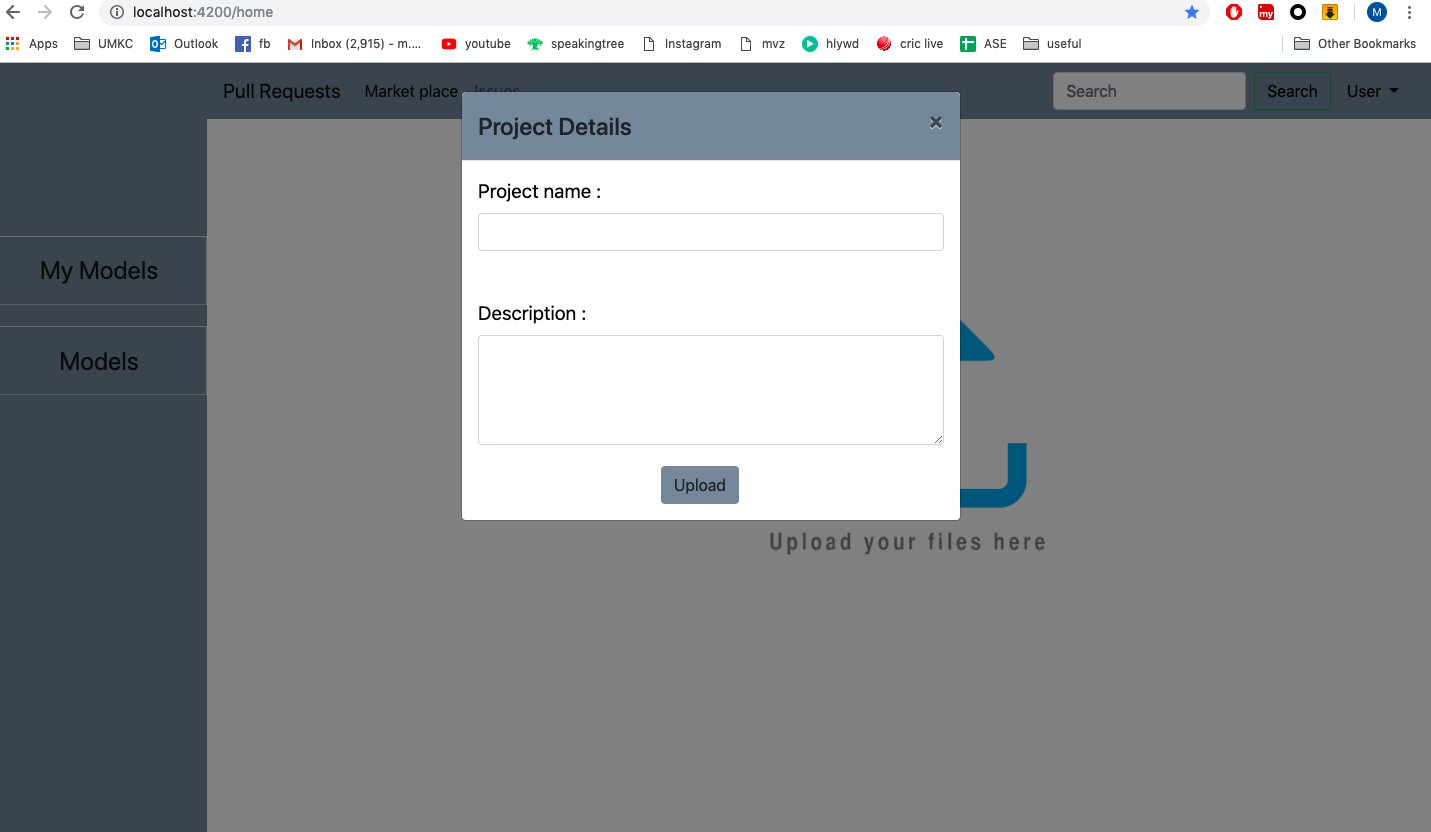 localhost:4200/home
M
Apps UMKC Outlook fb Inbox (2,915) - m.... youtube speakingtree Instagram mvz hlywd cric live ASE useful Other Bookmarks
Pull Requests Market place Issues Search Search User
Project Details ×
Project name :
My Models
Description :
Models
Upload
Upload your files here